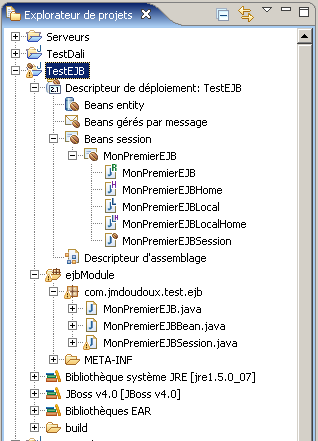 Explorateur de projets
Serveurs
TestDali
TestEJB
Descripteur de déploiement: TestEJB
Beans entity
Beans gérés par message
Beans session
MonPremierEJB
MonPremierEJB
MonPremierEJBHome
MonPremierEJBLocal
MonPremierEJBLocalHome
MonPremierEJBSession
Descripteur d'assemblage
ejbModule
com.jmdoudoux.test.ejb
MonPremierEJB.java
MonPremierEJBBean.java
MonPremierEJBSession.java
META-INF
Bibliothèque système JRE [jre1.5.0_07]
JBoss v4.0 [JBoss v4.0]
Bibliothèques EAR
build